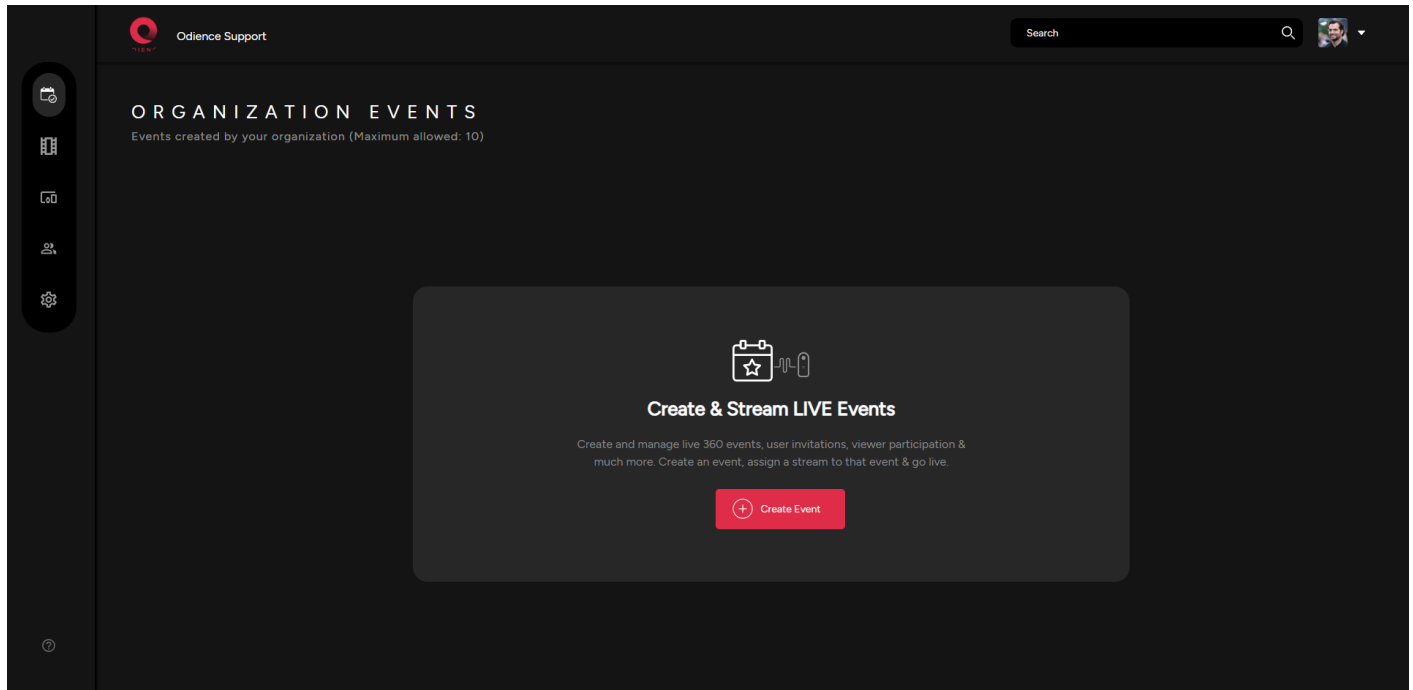 Odience Support
Search
ORGANIZATION EVENTS
Events created by your organization (Maximum allowed: 10)
Create & Stream LIVE Events
Create and manage live 360 events, user invitations, viewer participation &
much more. Create an event, assign a stream to that event & go live.
Create Event